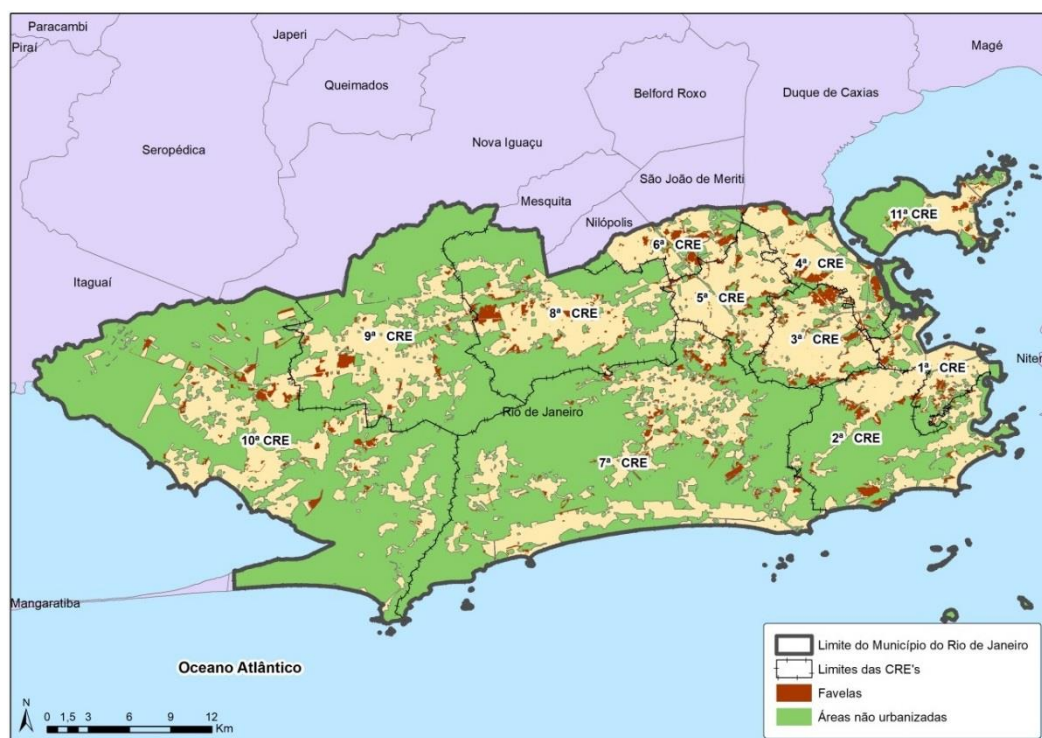 Paracambi
Piraí
Japeri
Magé
Queimados
Belford Roxo
Duque de Caxias
Seropédica
Nova Iguaçu
São João de Meriti
Mesquita
Nilópolis
Itaguaí
11ª CRE
6ª CRE
4ª CRE
5ª CRE
8ª CRE
9ª CRE
3ª CRE
1ª CRE
Niter
Rio de Janeiro
10ª CRE
2ª CRE
7ª CRE
Mangaratiba
Oceano Atlântico
Limite do Município do Rio de Janeiro
Limites das CRE's
Favelas
Áreas não urbanizadas
N
0 1,5 3 6 9 12
Km